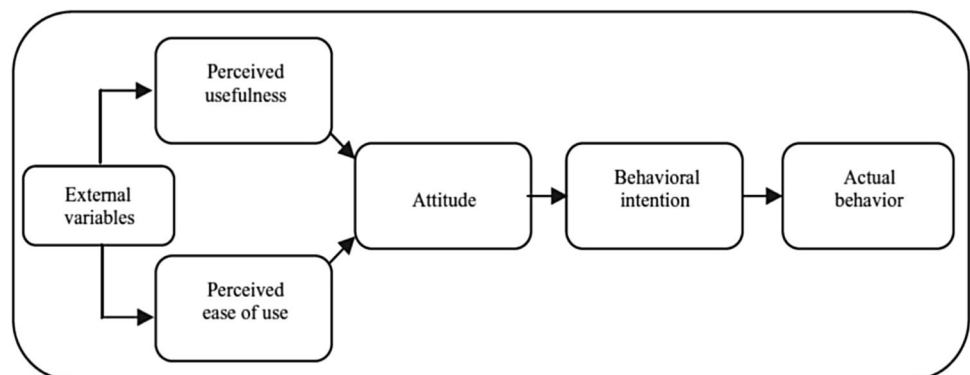 Perceived
usefulness
External
variables
Perceived
ease of use
Attitude
Behavioral
intention
Actual
behavior